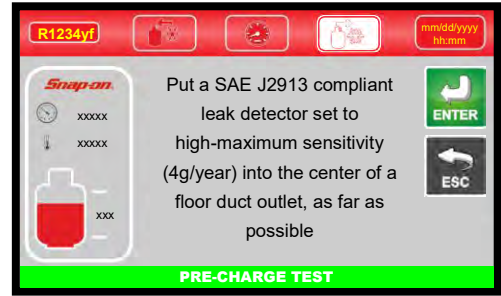 R1234yf
mm/dd/yyyy
hh:mm
Snap-on
xxxxx
xxxxx
xxx
Put a SAE J2913 compliant
leak detector set to
high-maximum sensitivity
(4g/year) into the center of a
floor duct outlet, as far as
possible
ENTER
ESC
PRE-CHARGE TEST